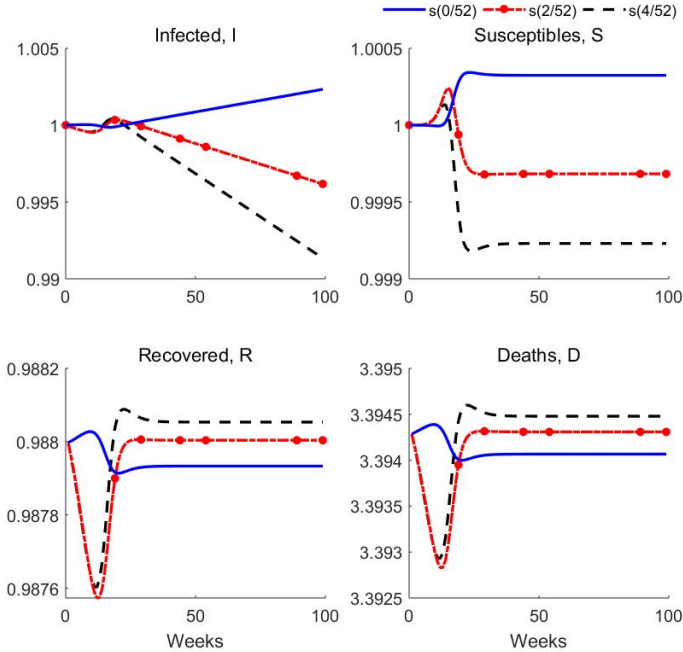 s(0/52) s(2/52) s(4/52)
Infected, I
1.005
1
0.995
0.99
0 50 100
Susceptibles, S
1.0005
1
0.9995
0.999
0 50 100
Recovered, R
0.9882
0.988
0.9878
0.9876
0 50 100
Weeks
Deaths, D
3.395
3.3945
3.394
3.3935
3.393
3.3925
0 50 100
Weeks